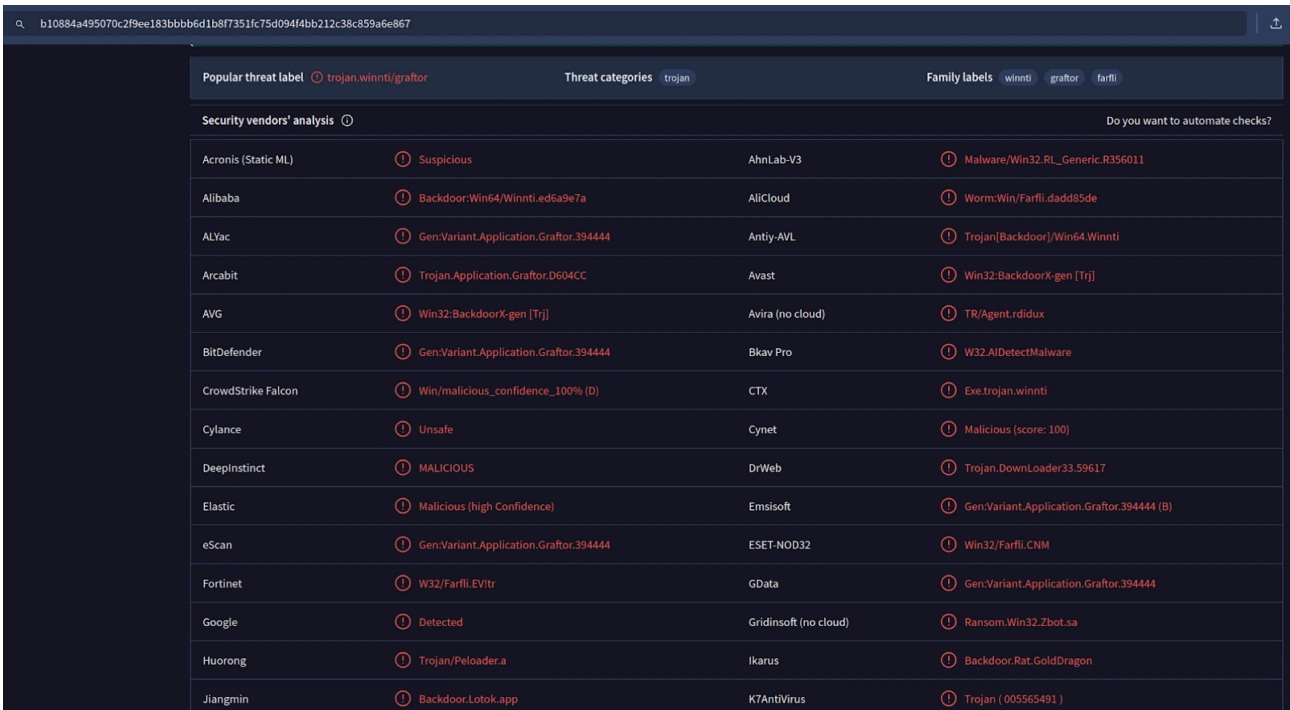 b10884a495070c2f9ee183bbbb6d1b8f7351fc75d094f4bb212c38c859a6e867
Popular threat label trojan.winnti/graftor Threat categories trojan Family labels winnti graftor farfli
Security vendors' analysis Do you want to automate checks?
Acronis (Static ML) Suspicious AhnLab-V3 Malware/Win32.RL_Generic.R356011
Alibaba Backdoor:Win64/Winnti.ed6a9e7a AliCloud Worm:Win/Farfli.dadd85de
ALYac Gen:Variant.Application.Graftor.394444 Antiy-AVL Trojan[Backdoor]/Win64.Winnti
Arcabit Trojan.Application.Graftor.D604CC Avast Win32:BackdoorX-gen [Trj]
AVG Win32:BackdoorX-gen [Trj] Avira (no cloud) TR/Agent.rdidux
BitDefender Gen:Variant.Application.Graftor.394444 Bkav Pro W32.AIDetectMalware
CrowdStrike Falcon Win/malicious_confidence_100% (D) CTX Exe.trojan.winnti
Cylance Unsafe Cynet Malicious (score: 100)
DeepInstinct MALICIOUS DrWeb Trojan.DownLoader33.59617
Elastic Malicious (high Confidence) Emsisoft Gen:Variant.Application.Graftor.394444 (B)
eScan Gen:Variant.Application.Graftor.394444 ESET-NOD32 Win32/Farfli.CNM
Fortinet W32/Farfli.EV!tr GData Gen:Variant.Application.Graftor.394444
Google Detected Gridinsoft (no cloud) Ransom.Win32.Zbot.sa
Huorong Trojan/Peloader.a Ikarus Backdoor.Rat.GoldDragon
Jiangmin Backdoor.Lotok.app K7AntiVirus Trojan ( 005565491 )